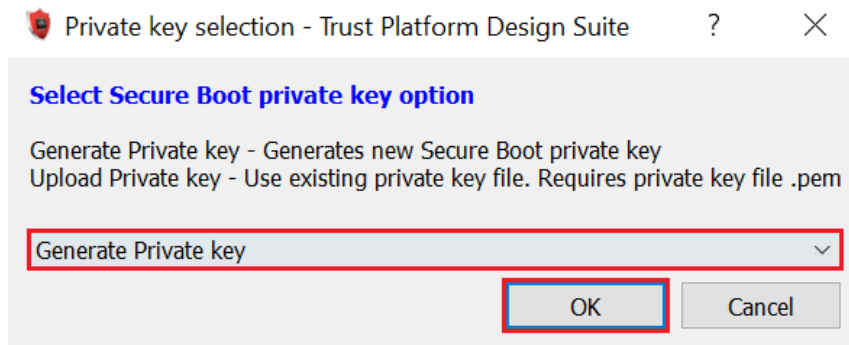 Private key selection - Trust Platform Design Suite ?
Select Secure Boot private key option
Generate Private key - Generates new Secure Boot private key
Upload Private key - Use existing private key file. Requires private key file .pem
Generate Private key
OK Cancel